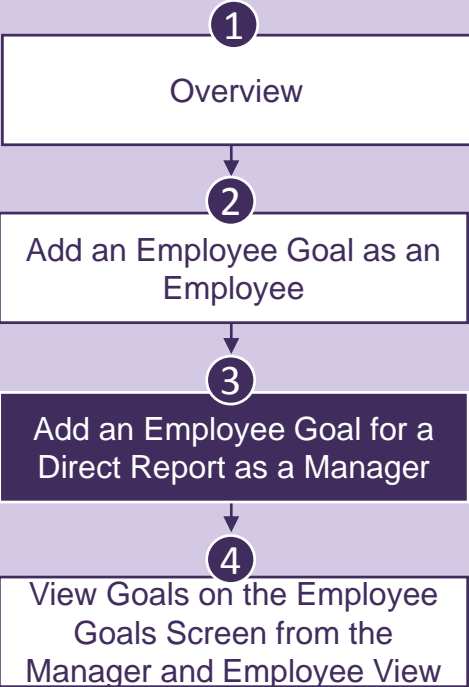 1
Overview
2
Add an Employee Goal as an
Employee
3
Add an Employee Goal for a
Direct Report as a Manager
4
View Goals on the Employee
Goals Screen from the
Manager and Employee View